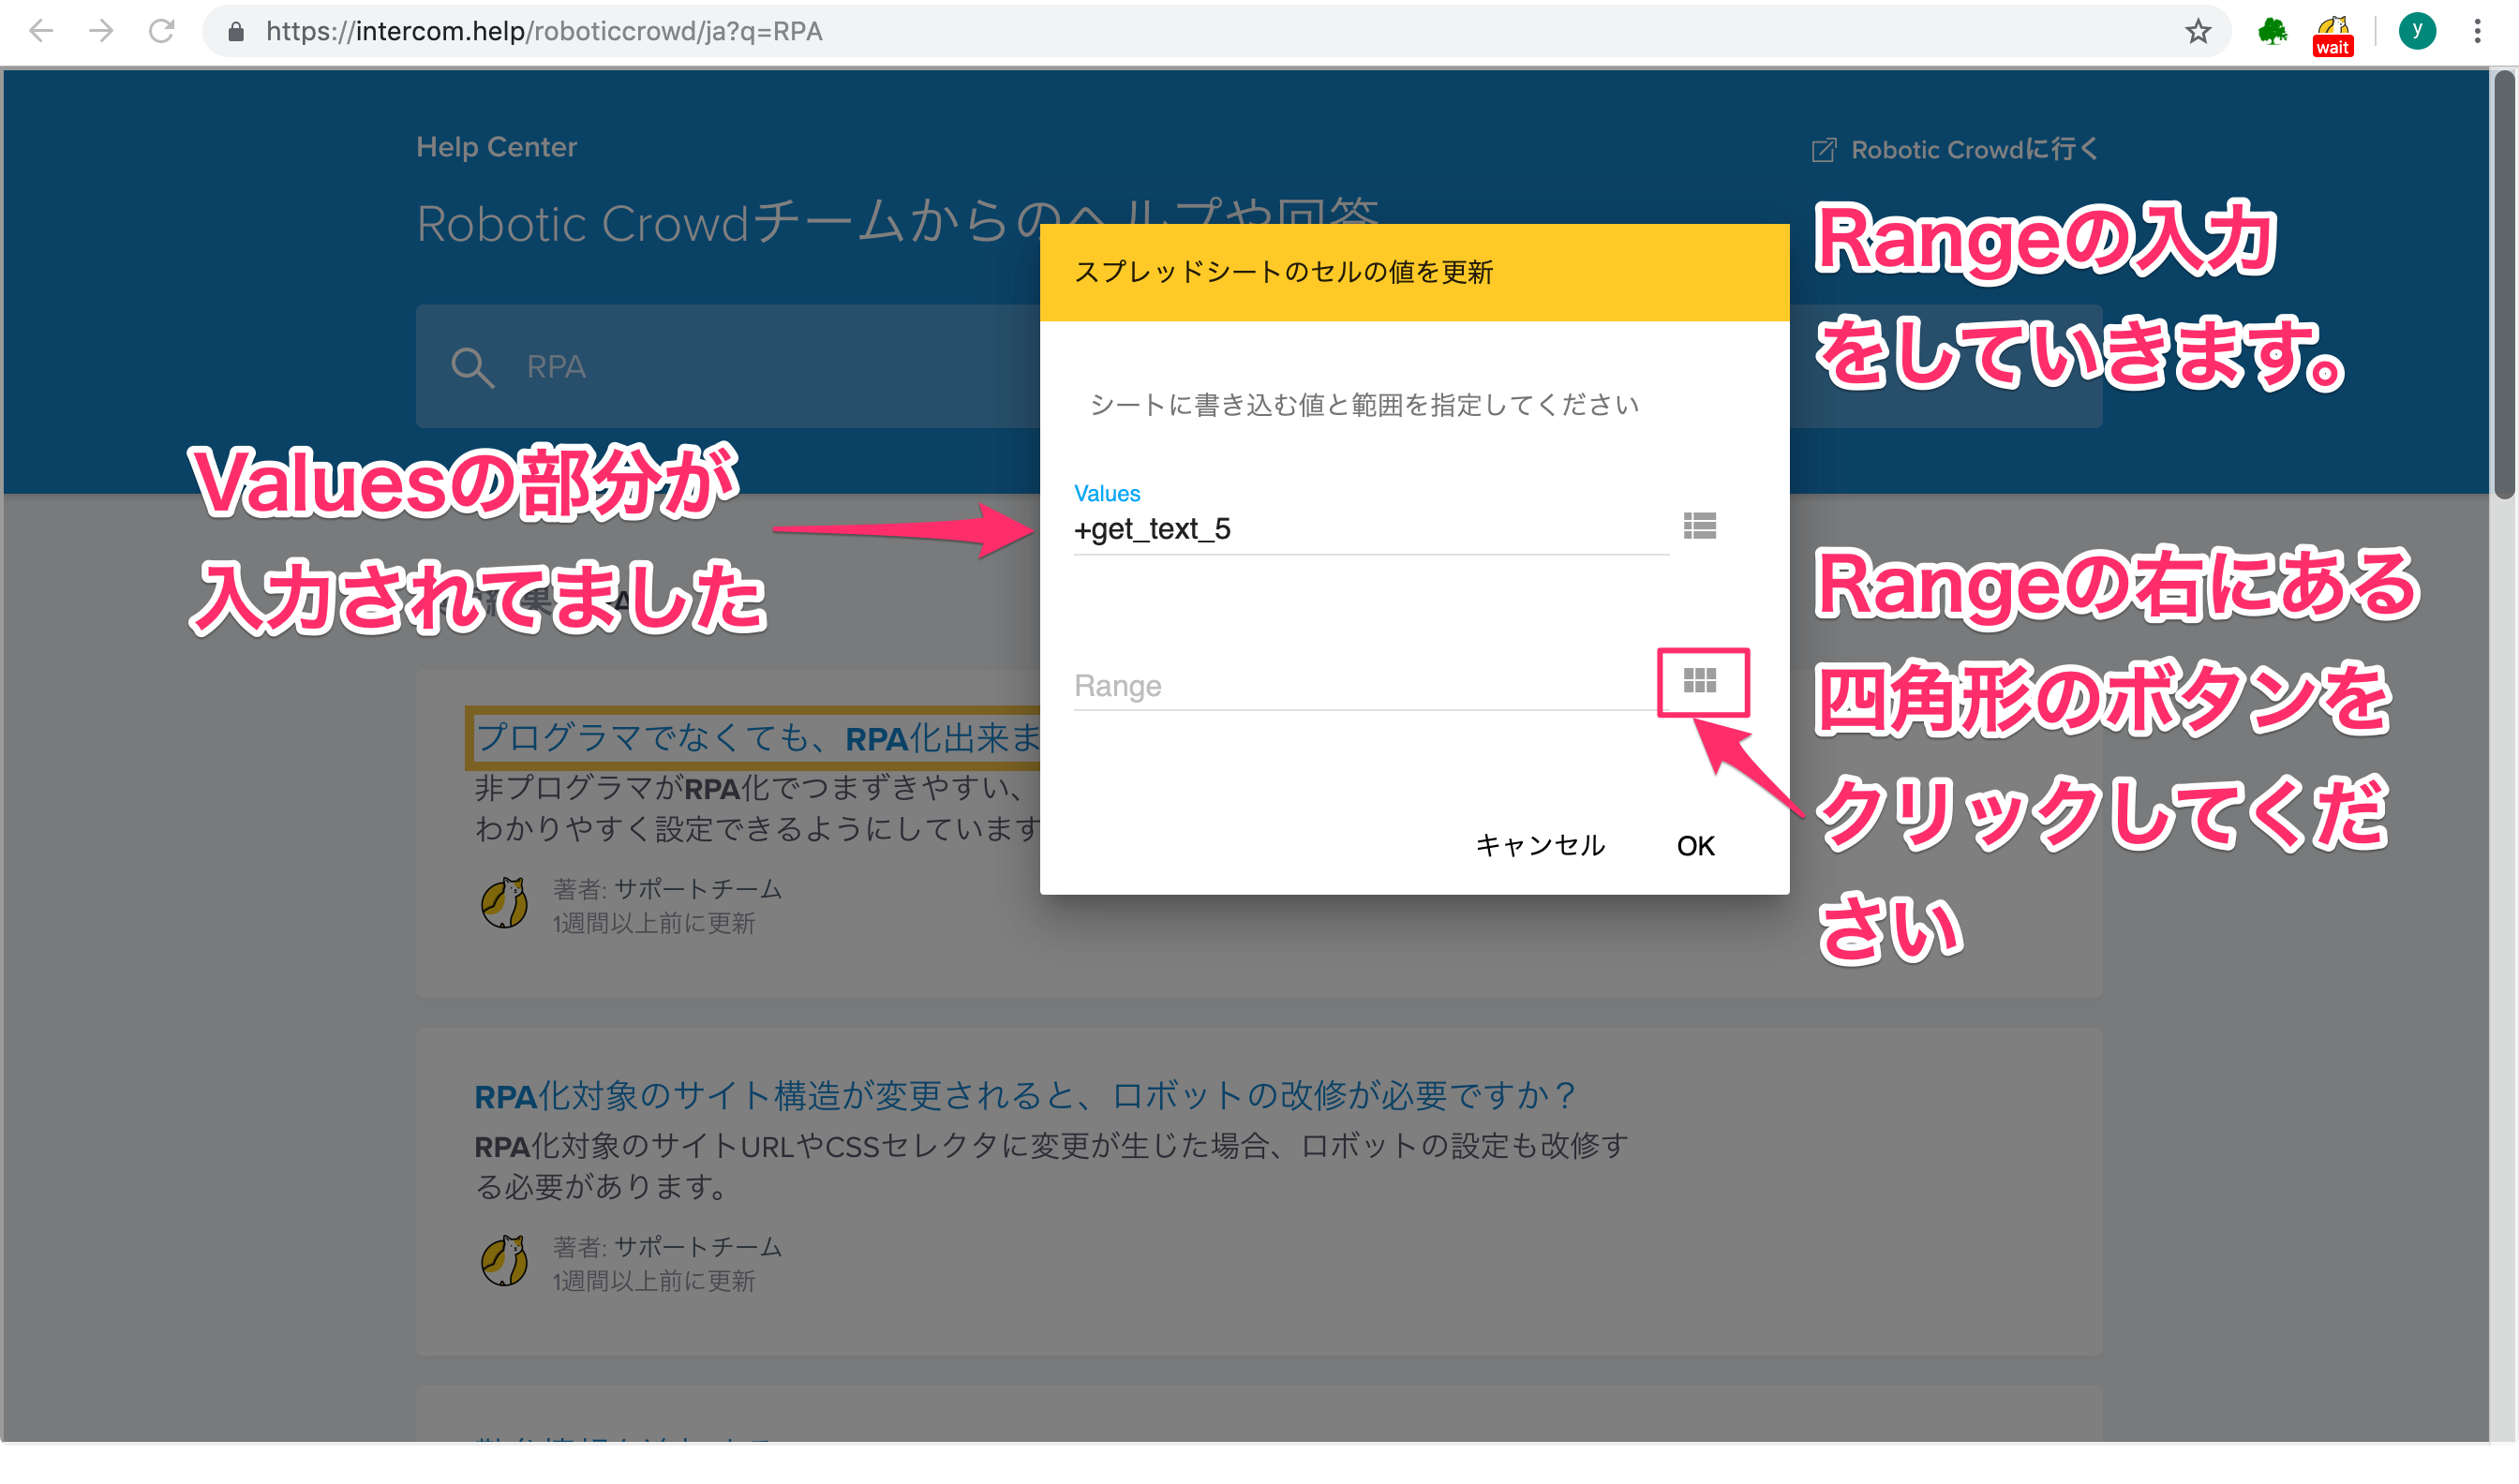 https://intercom.help/roboticcrowd/ja?q=RPA
wait
y
Help Center
Robotic Crowdに行く
Robotic Crowdチームからのヘルプや回答
RPA
スプレッドシートのセルの値を更新
シートに書き込む値と範囲を指定してください
Values
+get_text_5
Range
キャンセル
OK
Rangeの入力
をしていきます。
Valuesの部分が
入力されてました
Rangeの右にある
四角形のボタンを
クリックしてくだ
さい
プログラマでなくても、RPA化出来ま
非プログラマがRPA化でつまずきやすい、
わかりやすく設定できるようにしています
著者: サポートチーム
1週間以上前に更新
RPA化対象のサイト構造が変更されると、ロボットの改修が必要ですか？
RPA化対象のサイトURLやCSSセレクタに変更が生じた場合、ロボットの設定も改修す
る必要があります。
著者: サポートチーム
1週間以上前に更新